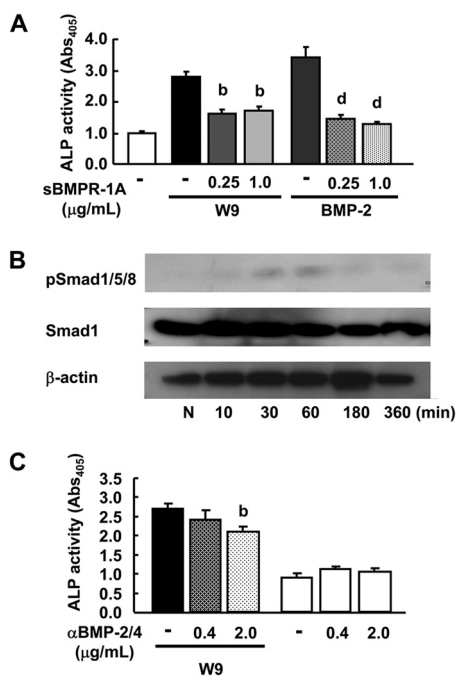 A
ALP activity (Abs405)
4.0
3.0
2.0
1.0
0.0
b b d d
sBMPR-1A (μg/mL)
- - 0.25 1.0 - 0.25 1.0
W9 BMP-2
B
pSmad1/5/8
Smad1
β-actin
N 10 30 60 180 360 (min)
C
ALP activity (Abs405)
3.5
3.0
2.5
2.0
1.5
1.0
0.5
0.0
b
αBMP-2/4 (μg/mL)
- 0.4 2.0 - 0.4 2.0
W9